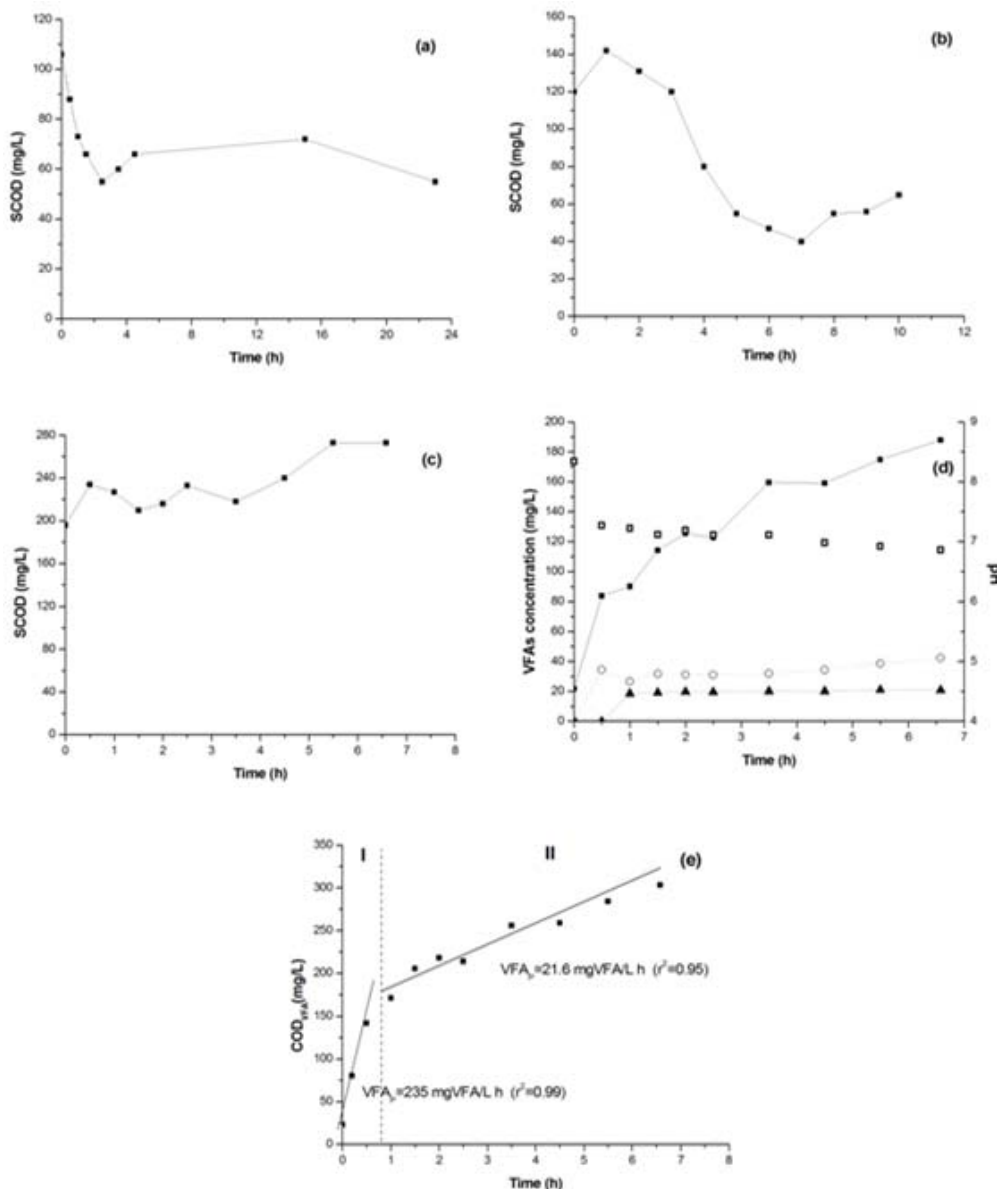 (a)
SCOD (mg/L)
120
100
80
60
40
20
0
0 4 8 12 16 20 24
Time (h)
(b)
SCOD (mg/L)
160
140
120
100
80
60
40
20
0
0 2 4 6 8 10 12
Time (h)
(c)
SCOD (mg/L)
280
240
200
160
120
80
40
0
0 1 2 3 4 5 6 7 8
Time (h)
(d)
VFAs concentration (mg/L)
200
180
160
140
120
100
80
60
40
20
0
9
8
7
6
5
4
pH
0 1 2 3 4 5 6 7
Time (h)
I II (e)
COD_VFA (mg/L)
350
300
250
200
150
100
50
0
VFA_P=21.6 mgVFA/L h (r²=0.95)
VFA_P=235 mgVFA/L h (r²=0.99)
0 1 2 3 4 5 6 7 8
Time (h)